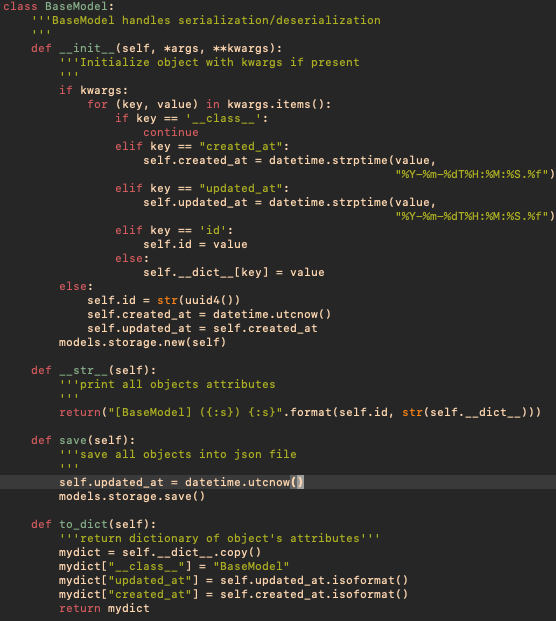 class BaseModel:
    '''BaseModel handles serialization/deserialization
    '''
    def __init__(self, *args, **kwargs):
        '''Initialize object with kwargs if present
        '''
        if kwargs:
            for (key, value) in kwargs.items():
                if key == '__class__':
                    continue
                elif key == "created_at":
                    self.created_at = datetime.strptime(value,
                                                        "%Y-%m-%dT%H:%M:%S.%f")
                elif key == "updated_at":
                    self.updated_at = datetime.strptime(value,
                                                        "%Y-%m-%dT%H:%M:%S.%f")
                elif key == 'id':
                    self.id = value
                else:
                    self.__dict__[key] = value
        else:
            self.id = str(uuid4())
            self.created_at = datetime.utcnow()
            self.updated_at = self.created_at
        models.storage.new(self)

    def __str__(self):
        '''print all objects attributes
        '''
        return("[BaseModel] ({:s}) {:s}".format(self.id, str(self.__dict__)))

    def save(self):
        '''save all objects into json file
        '''
        self.updated_at = datetime.utcnow()
        models.storage.save()

    def to_dict(self):
        '''return dictionary of object's attributes'''
        mydict = self.__dict__.copy()
        mydict["__class__"] = "BaseModel"
        mydict["updated_at"] = self.updated_at.isoformat()
        mydict["created_at"] = self.created_at.isoformat()
        return mydict